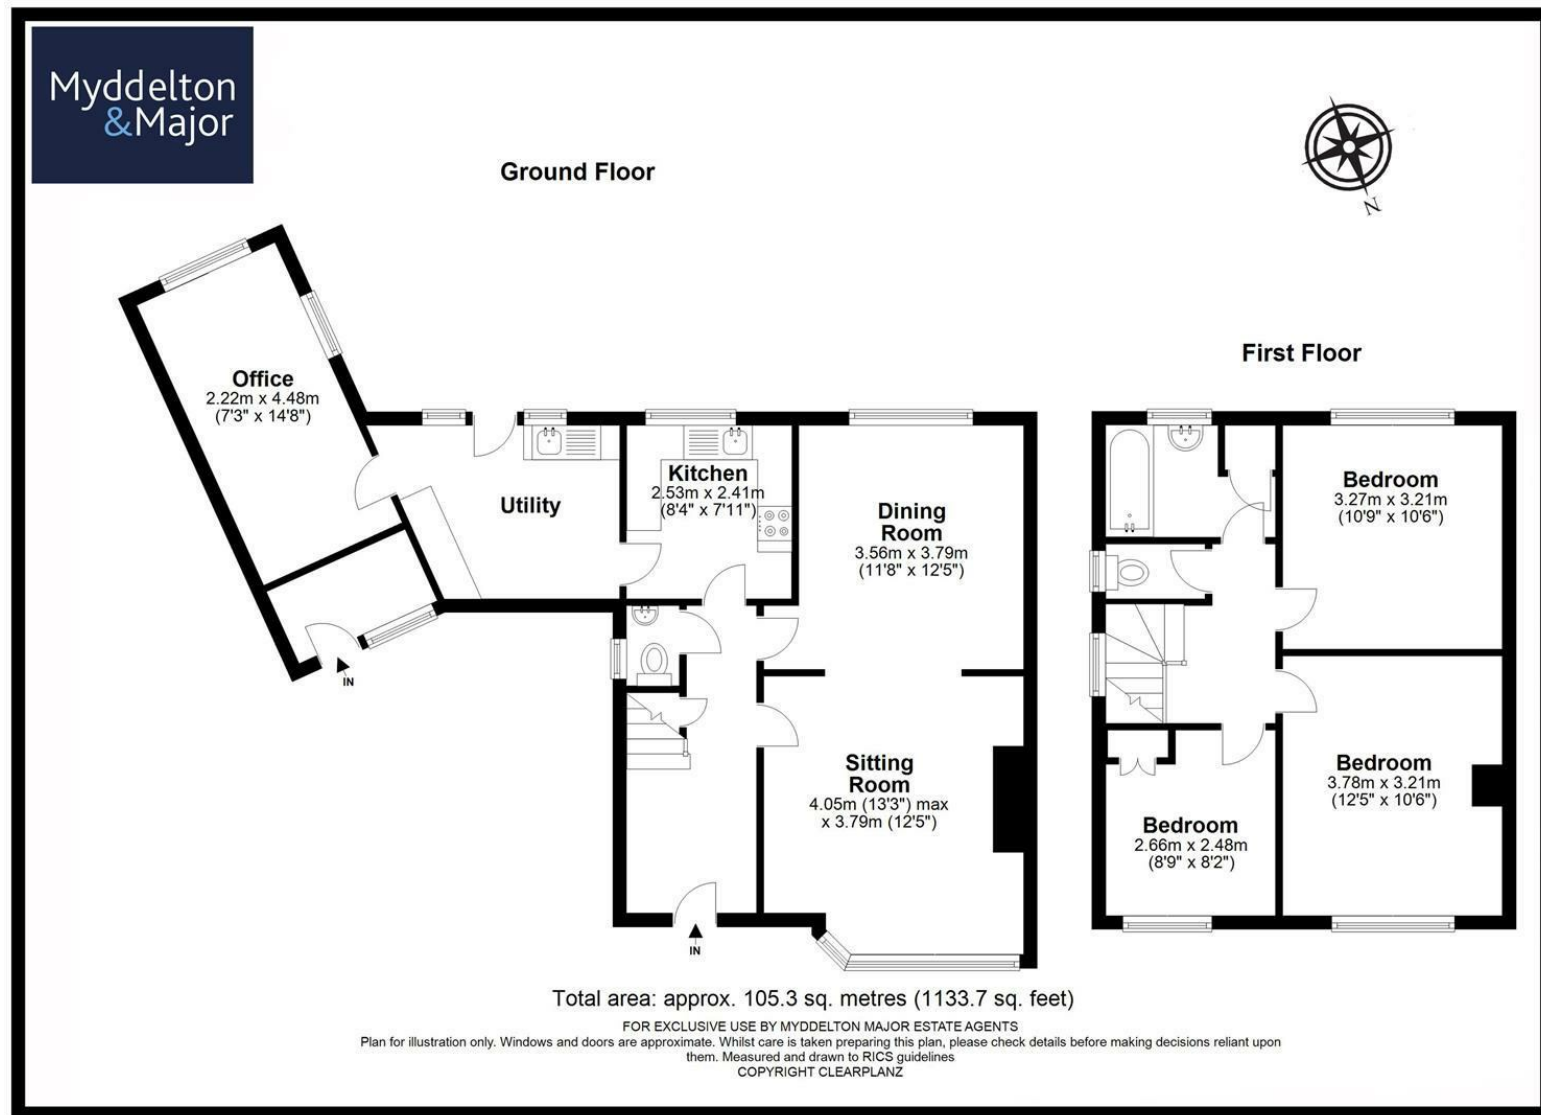 Myddelton
&Major
Ground Floor
N
First Floor
Office
2.22m x 4.48m
(7'3" x 14'8")
Utility
Kitchen
2.53m x 2.41m
(8'4" x 7'11")
Dining
Room
3.56m x 3.79m
(11'8" x 12'5")
IN
Sitting
Room
4.05m (13'3") max
x 3.79m (12'5")
IN
Bedroom
3.27m x 3.21m
(10'9" x 10'6")
Bedroom
3.78m x 3.21m
(12'5" x 10'6")
Bedroom
2.66m x 2.48m
(8'9" x 8'2")
Total area: approx. 105.3 sq. metres (1133.7 sq. feet)
FOR EXCLUSIVE USE BY MYDDELTON MAJOR ESTATE AGENTS
Plan for illustration only. Windows and doors are approximate. Whilst care is taken preparing this plan, please check details before making decisions reliant upon
them. Measured and drawn to RICS guidelines
COPYRIGHT CLEARPLANZ